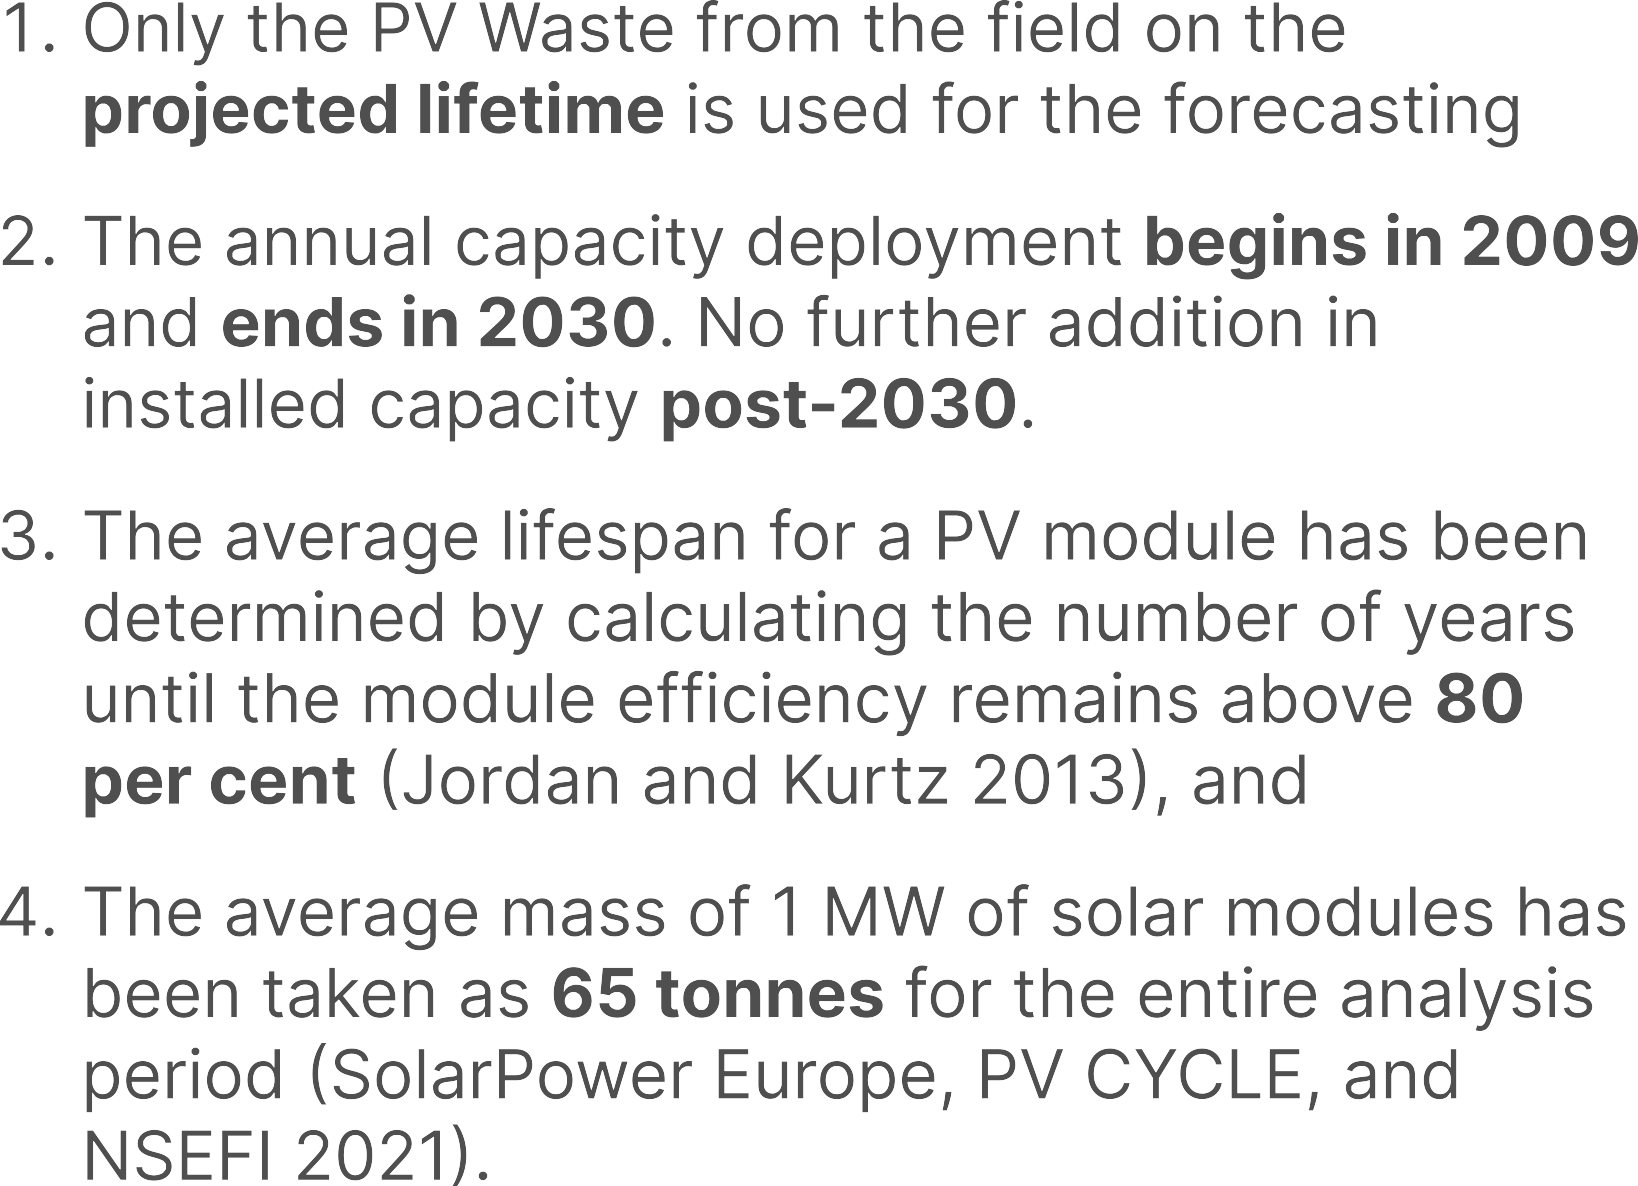 1. Only the PV Waste from the field on the
projected lifetime is used for the forecasting
2. The annual capacity deployment begins in 2009
and ends in 2030. No further addition in
installed capacity post-2030.
3. The average lifespan for a PV module has been
determined by calculating the number of years
until the module efficiency remains above 80
per cent (Jordan and Kurtz 2013), and
4. The average mass of 1 MW of solar modules has
been taken as 65 tonnes for the entire analysis
period (SolarPower Europe, PV CYCLE, and
NSEFI 2021).